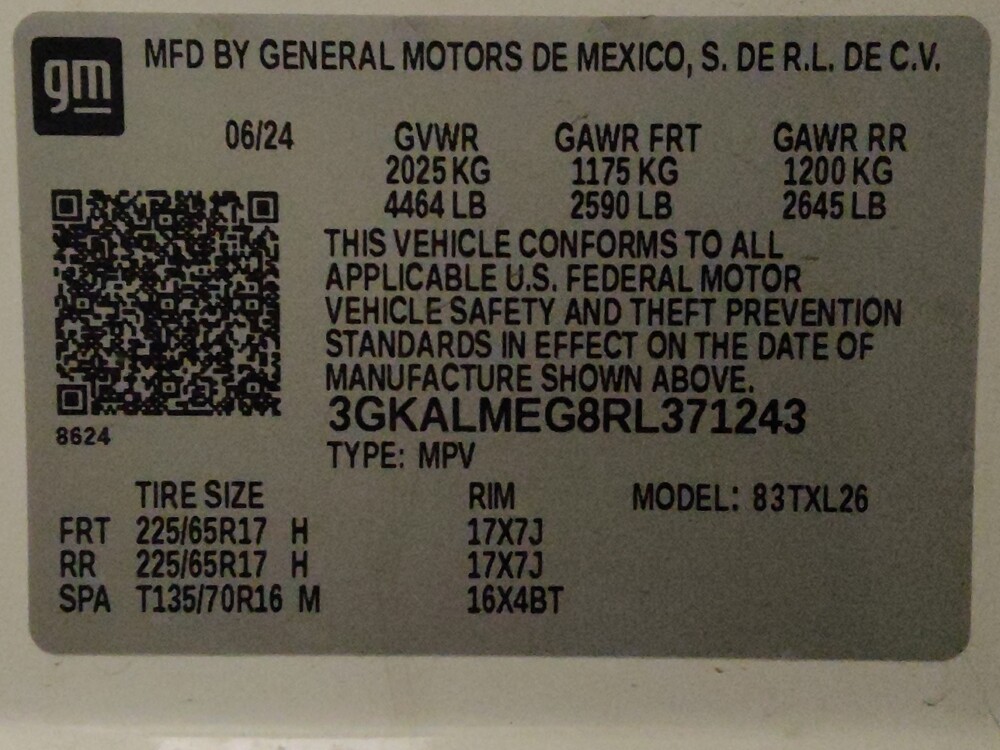 gm
MFD BY GENERAL MOTORS DE MEXICO, S. DE R.L. DE C.V.
06/24 GVWR GAWR FRT GAWR RR
2025 KG 1175 KG 1200 KG
4464 LB 2590 LB 2645 LB
THIS VEHICLE CONFORMS TO ALL
APPLICABLE U.S. FEDERAL MOTOR
VEHICLE SAFETY AND THEFT PREVENTION
STANDARDS IN EFFECT ON THE DATE OF
MANUFACTURE SHOWN ABOVE.
3GKALMEG8RL371243
8624
TYPE: MPV
TIRE SIZE RIM MODEL: 83TXL26
FRT 225/65R17 H 17X7J
RR 225/65R17 H 17X7J
SPA T135/70R16 M 16X4BT